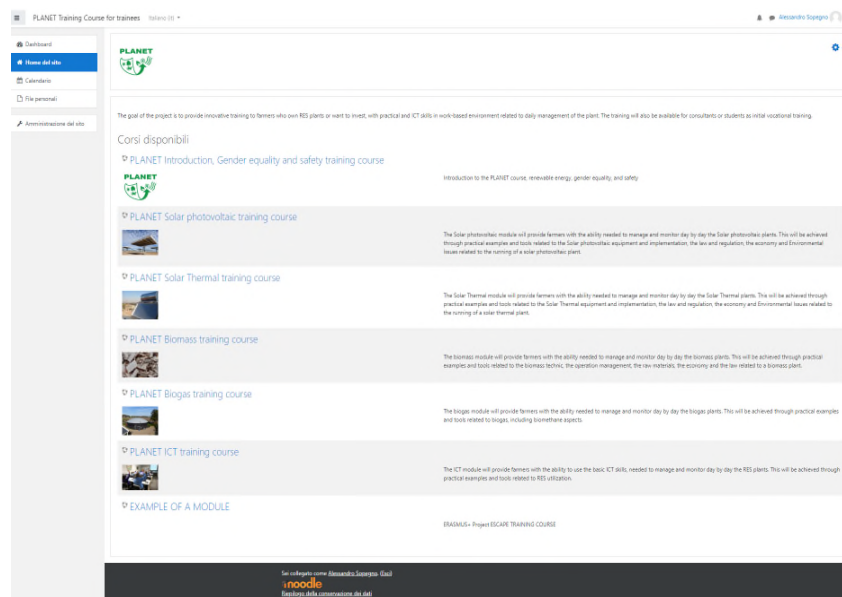 PLANET Training Course for trainees Italiano (it)
Alessandro Sopegno
Dashboard
Home del sito
Calendario
File personali
Amministrazione del sito
PLANET
The goal of the project is to provide innovative training to farmers who own RES plants or want to invest, with practical and ICT skills in work-based environment related to daily management of the plant. The training will also be available for consultants or students as initial vocational training.
Corsi disponibili
PLANET Introduction, Gender equality and safety training course
PLANET
Introduction to the PLANET course, renewable energy, gender equality, and safety
PLANET Solar photovoltaic training course
The Solar photovoltaic module will provide farmers with the ability needed to manage and monitor day by day the Solar photovoltaic plants. This will be achieved
through practical examples and tools related to the Solar photovoltaic equipment and implementation, the law and regulation, the economy and Environmental
issues related to the running of a solar photovoltaic plant.
PLANET Solar Thermal training course
The Solar Thermal module will provide farmers with the ability needed to manage and monitor day by day the Solar Thermal plants. This will be achieved through
practical examples and tools related to the Solar Thermal equipment and implementation, the law and regulation, the economy and Environmental Issues related to
the running of a solar thermal plant.
PLANET Biomass training course
The biomass module will provide farmers with the ability needed to manage and monitor day by day the biomass plants. This will be achieved through practical
examples and tools related to the biomass technic, the operation management, the raw materials, the economy and the law related to a biomass plant.
PLANET Biogas training course
The biogas module will provide farmers with the ability needed to manage and monitor day by day the biogas plants. This will be achieved through practical examples
and tools related to biogas, including biomethane aspects.
PLANET ICT training course
The ICT module will provide farmers with the ability to use the basic ICT skills, needed to manage and monitor day by day the RES plants. This will be achieved through
practical examples and tools related to RES utilization.
EXAMPLE OF A MODULE
ERASMUS+ Project ESCAPE TRAINING COURSE
Sei collegato come Alessandro Sopegno. (Esci)
moodle
Riepilogo della conservazione dei dati